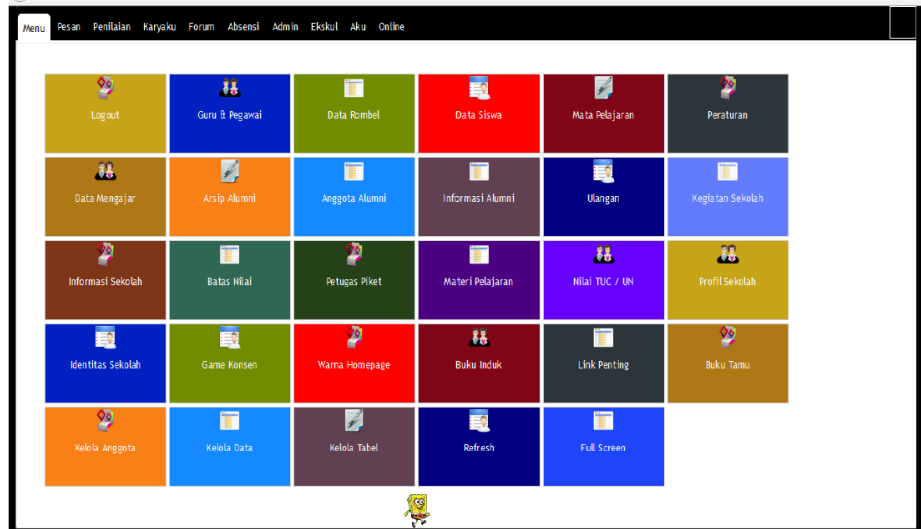 Menu Pesan Penilaian Karyaku Forum Absensi Admin Ekskul Aku Online
Logout Guru & Pegawai Data Rombel Data Siswa Mata Pelajaran Peraturan
Data Mengajar Arsip Alumni Anggota Alumni Informasi Alumni Ulangan Kegiatan Sekolah
Informasi Sekolah Batas Nilai Petugas Piket Materi Pelajaran Nilai TUC / UN Profil Sekolah
Identitas Sekolah Game Konsen Warna Homepage Buku Induk Link Penting Buku Tamu
Kelola Anggota Kelola Data Kelola Tabel Refresh Full Screen